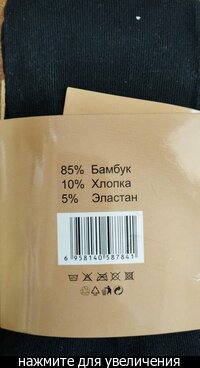 85% Бамбук
10% Хлопка
5% Эластан
6 958140 587841
нажмите для увеличения